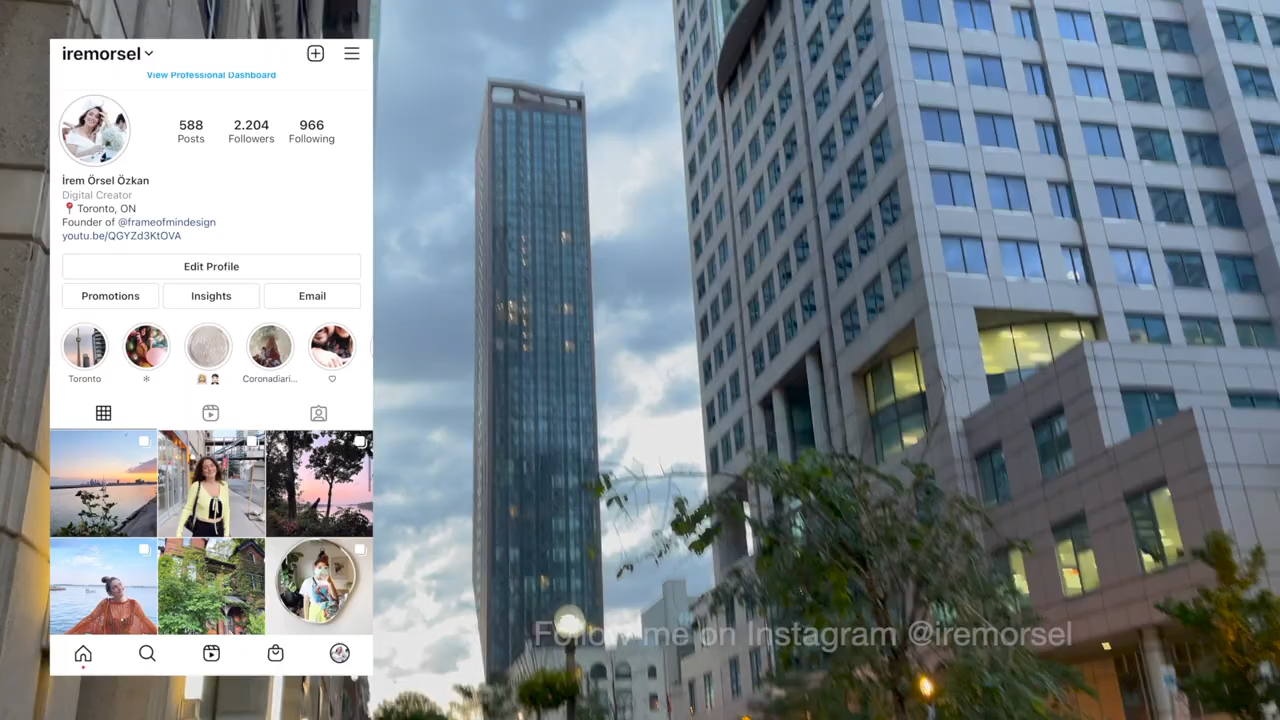 iremorsel
View Professional Dashboard
588 2.204 966
Posts Followers Following
İrem Örsel Özkan
Digital Creator
📍 Toronto, ON
Founder of @frameofmindesign
youtu.be/QGYZd3KtOVA
Edit Profile
Promotions Insights Email
Toronto ✻ 👰🏼🤵🏻 Coronadiari... ♡
Follow me on Instagram @iremorsel